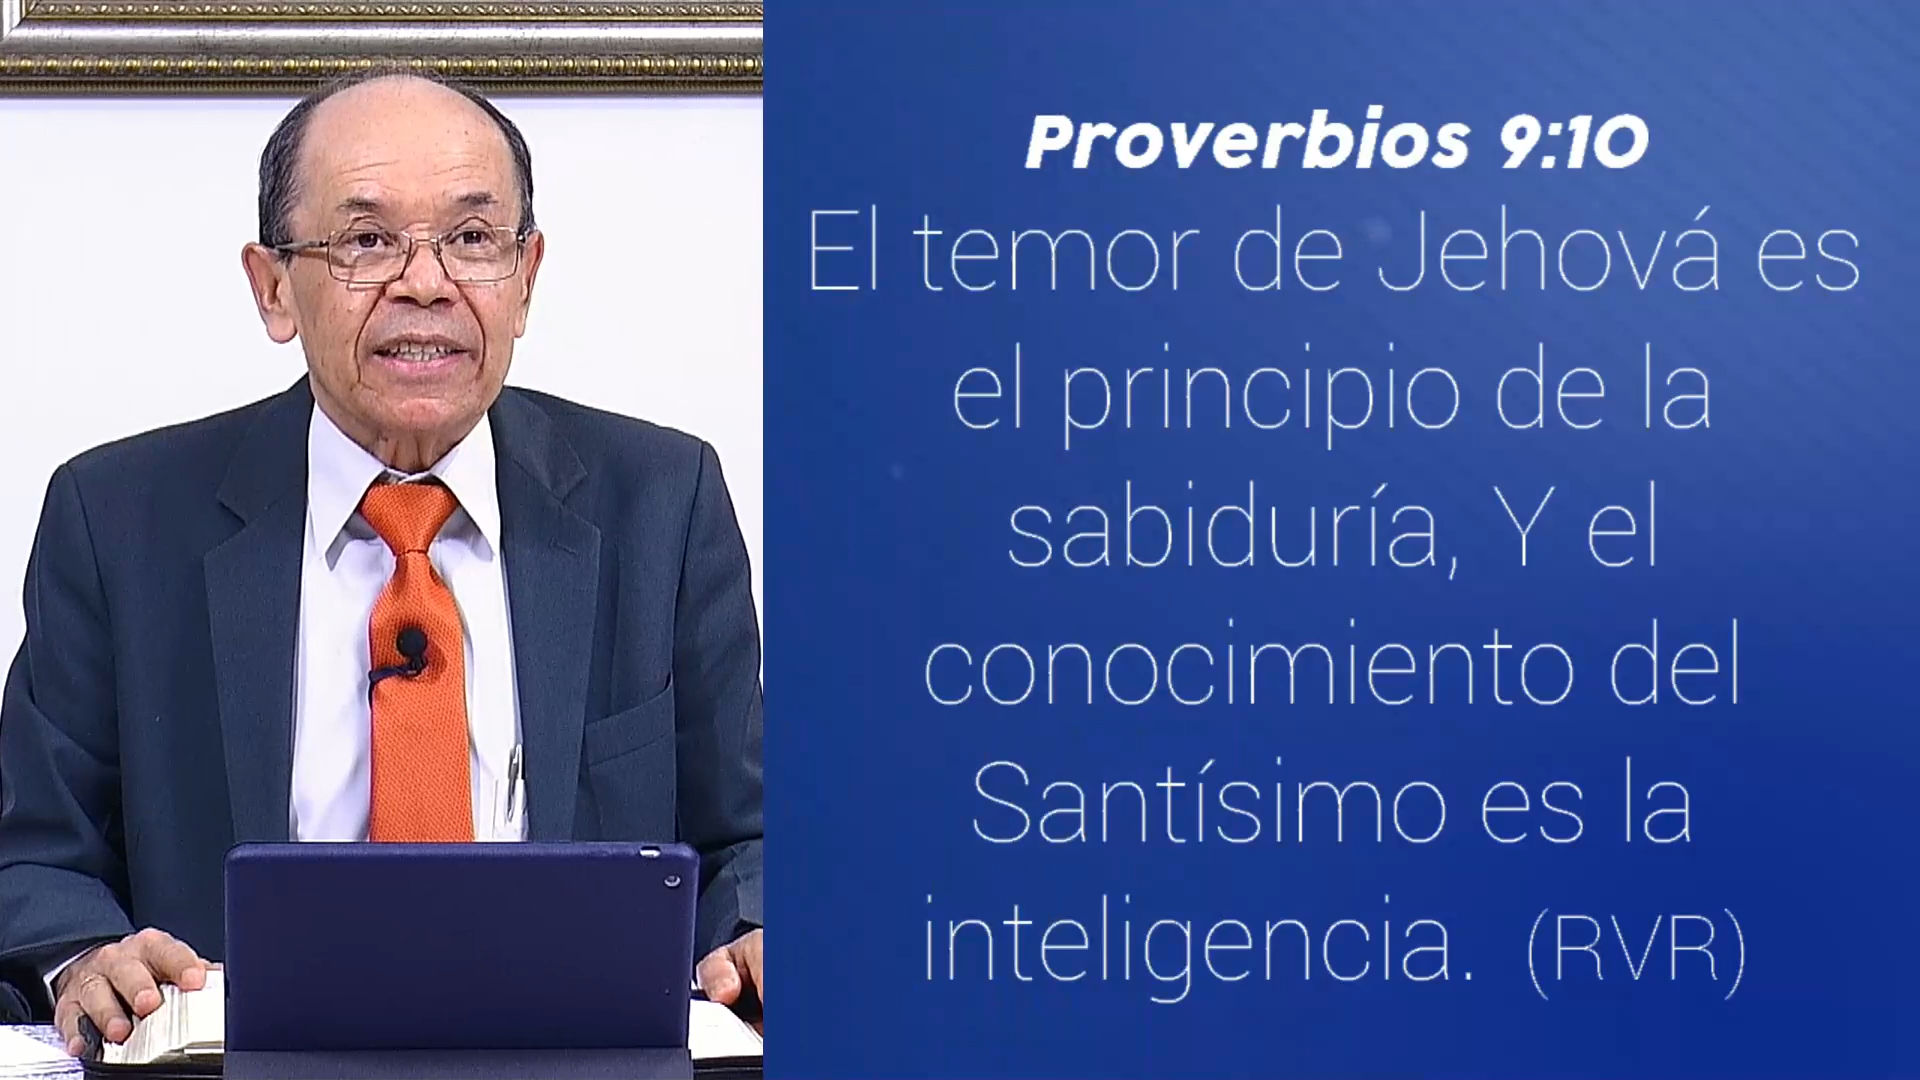 Proverbios 9:10
El temor de Jehová es
el principio de la
sabiduría, Y el
conocimiento del
Santísimo es la
inteligencia. (RVR)